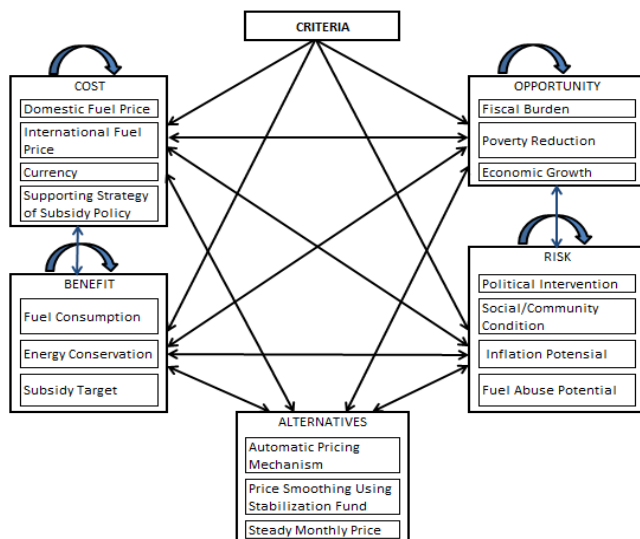 CRITERIA
COST
Domestic Fuel Price
International Fuel
Price
Currency
Supporting Strategy
of Subsidy Policy
OPPORTUNITY
Fiscal Burden
Poverty Reduction
Economic Growth
BENEFIT
Fuel Consumption
Energy Conservation
Subsidy Target
RISK
Political Intervention
Social/Community
Condition
Inflation Potensial
Fuel Abuse Potential
ALTERNATIVES
Automatic Pricing
Mechanism
Price Smoothing Using
Stabilization Fund
Steady Monthly Price